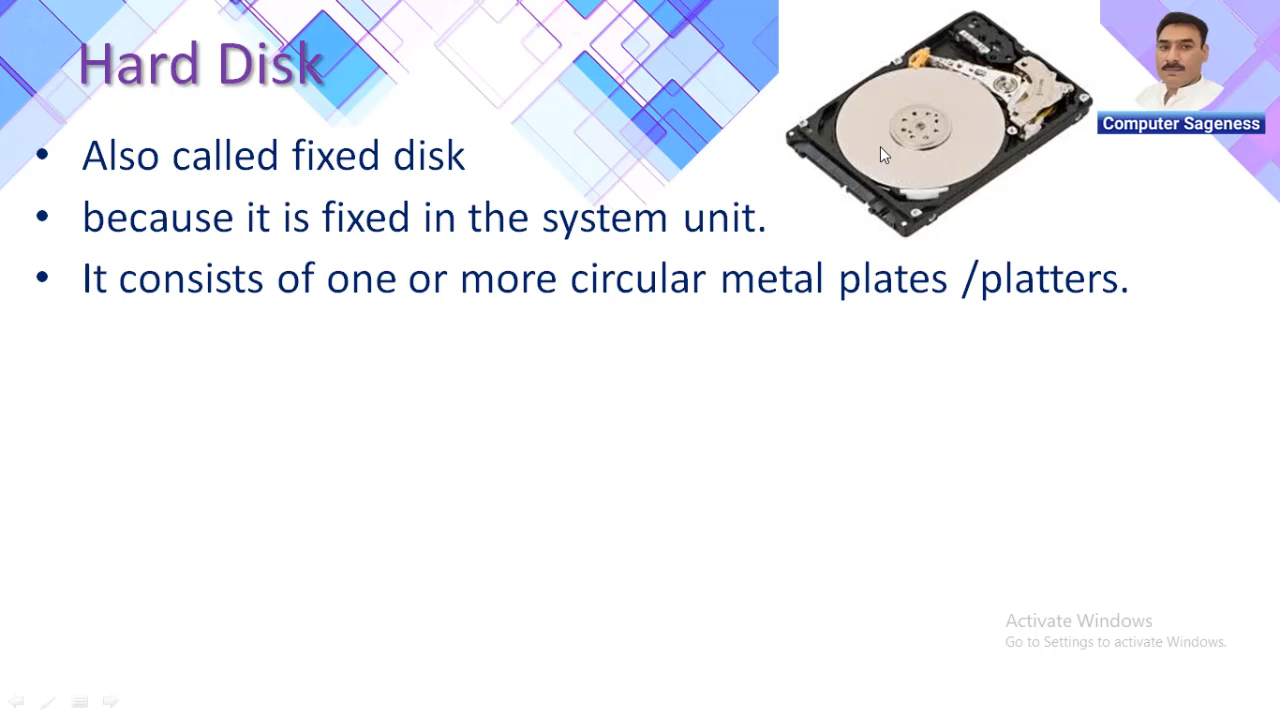 Hard Disk
Computer Sageness
• Also called fixed disk
• because it is fixed in the system unit.
• It consists of one or more circular metal plates /platters.
Activate Windows
Go to Settings to activate Windows.